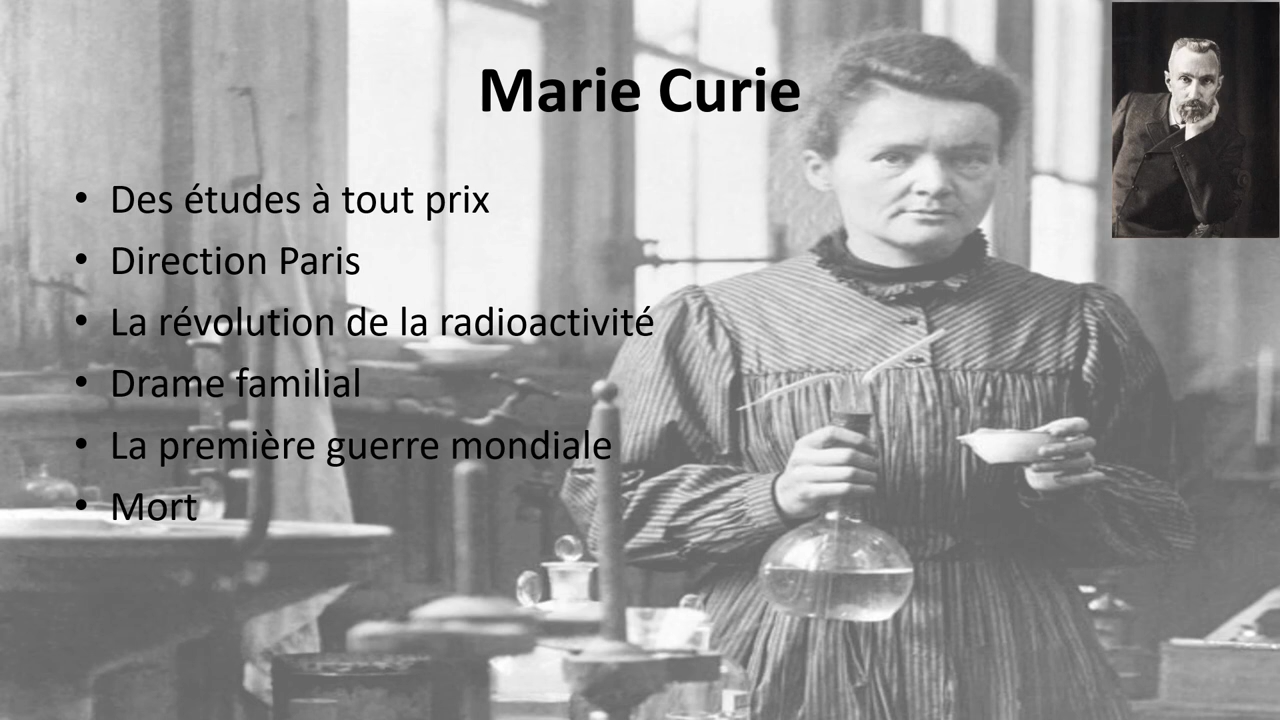 Marie Curie
• Des études à tout prix
• Direction Paris
• La révolution de la radioactivité
• Drame familial
• La première guerre mondiale
• Mort